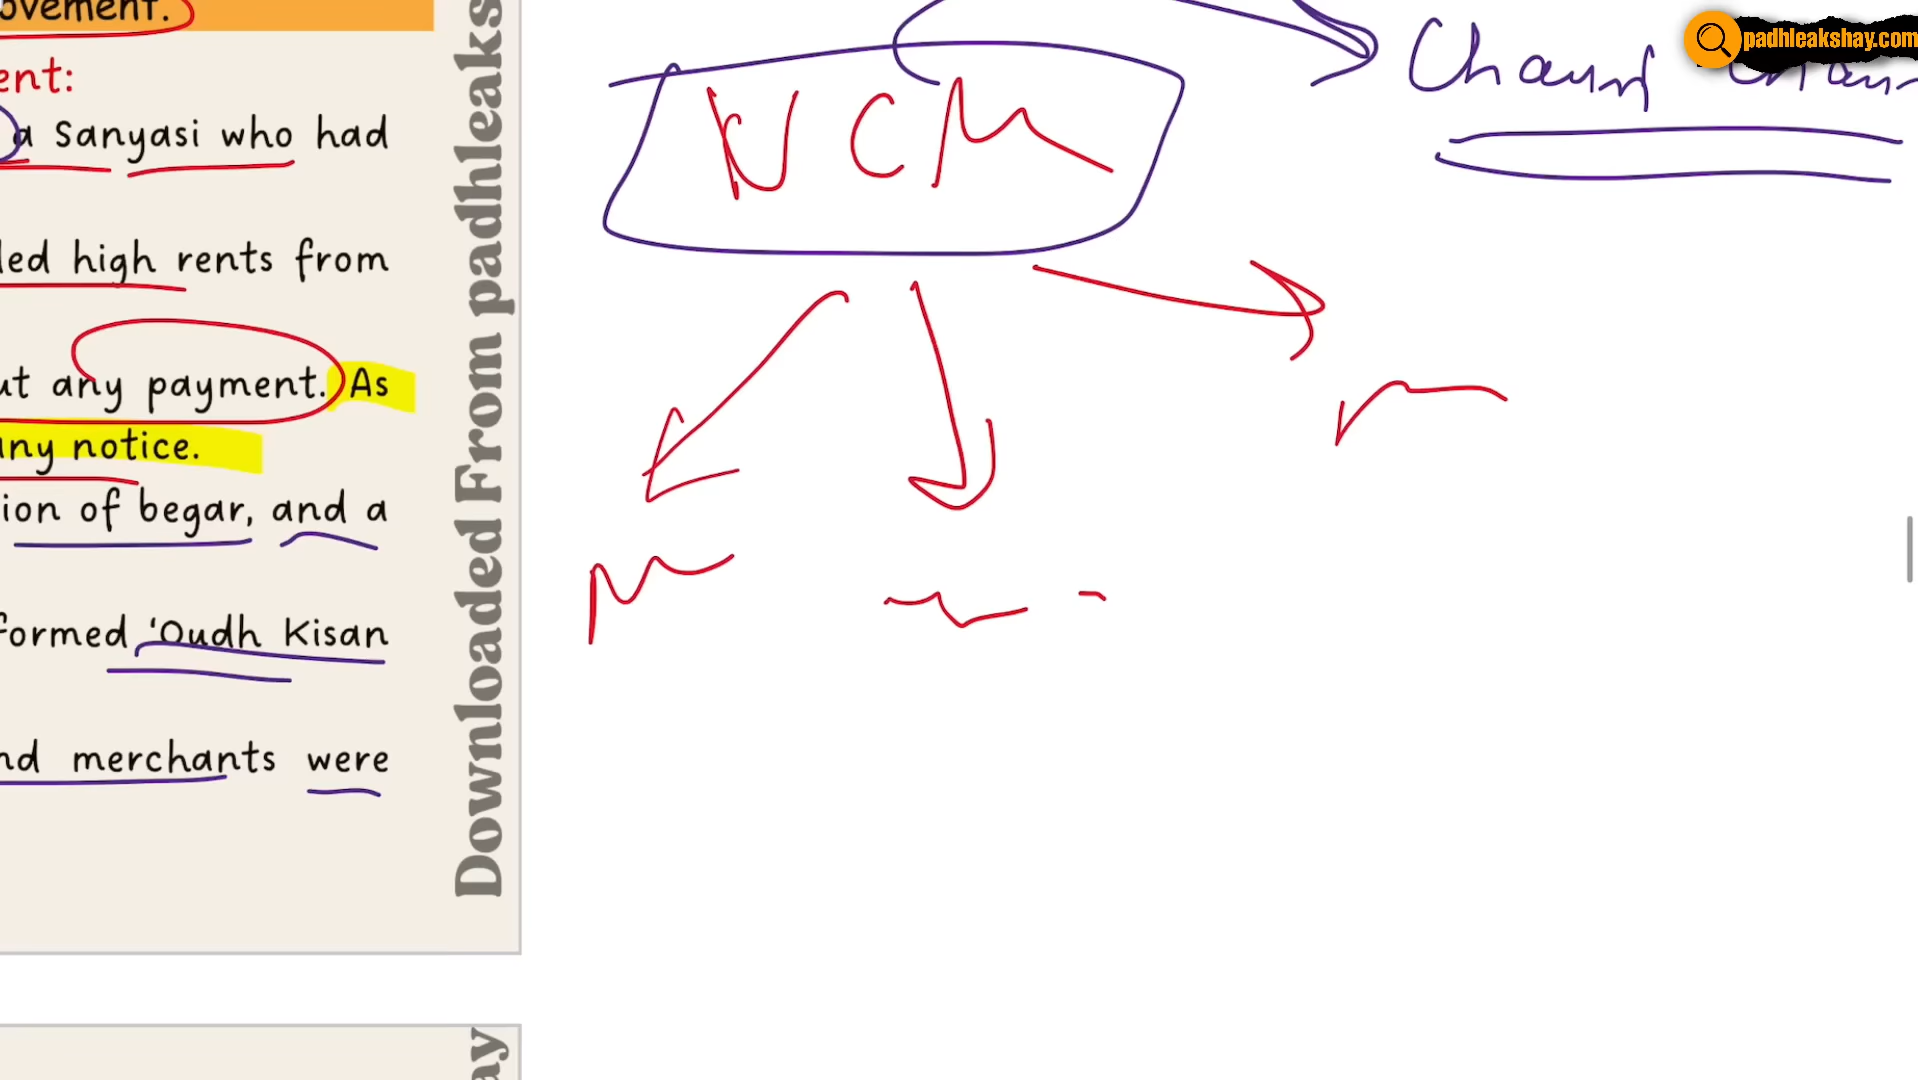 ovement.
ent:
a Sanyasi who had
led high rents from
ut any payment. As
any notice.
ion of begar, and a
formed 'Oudh Kisan
nd merchants were
Downloaded From padhleaks
ay
NCM
Chauri
padhleakshay.com